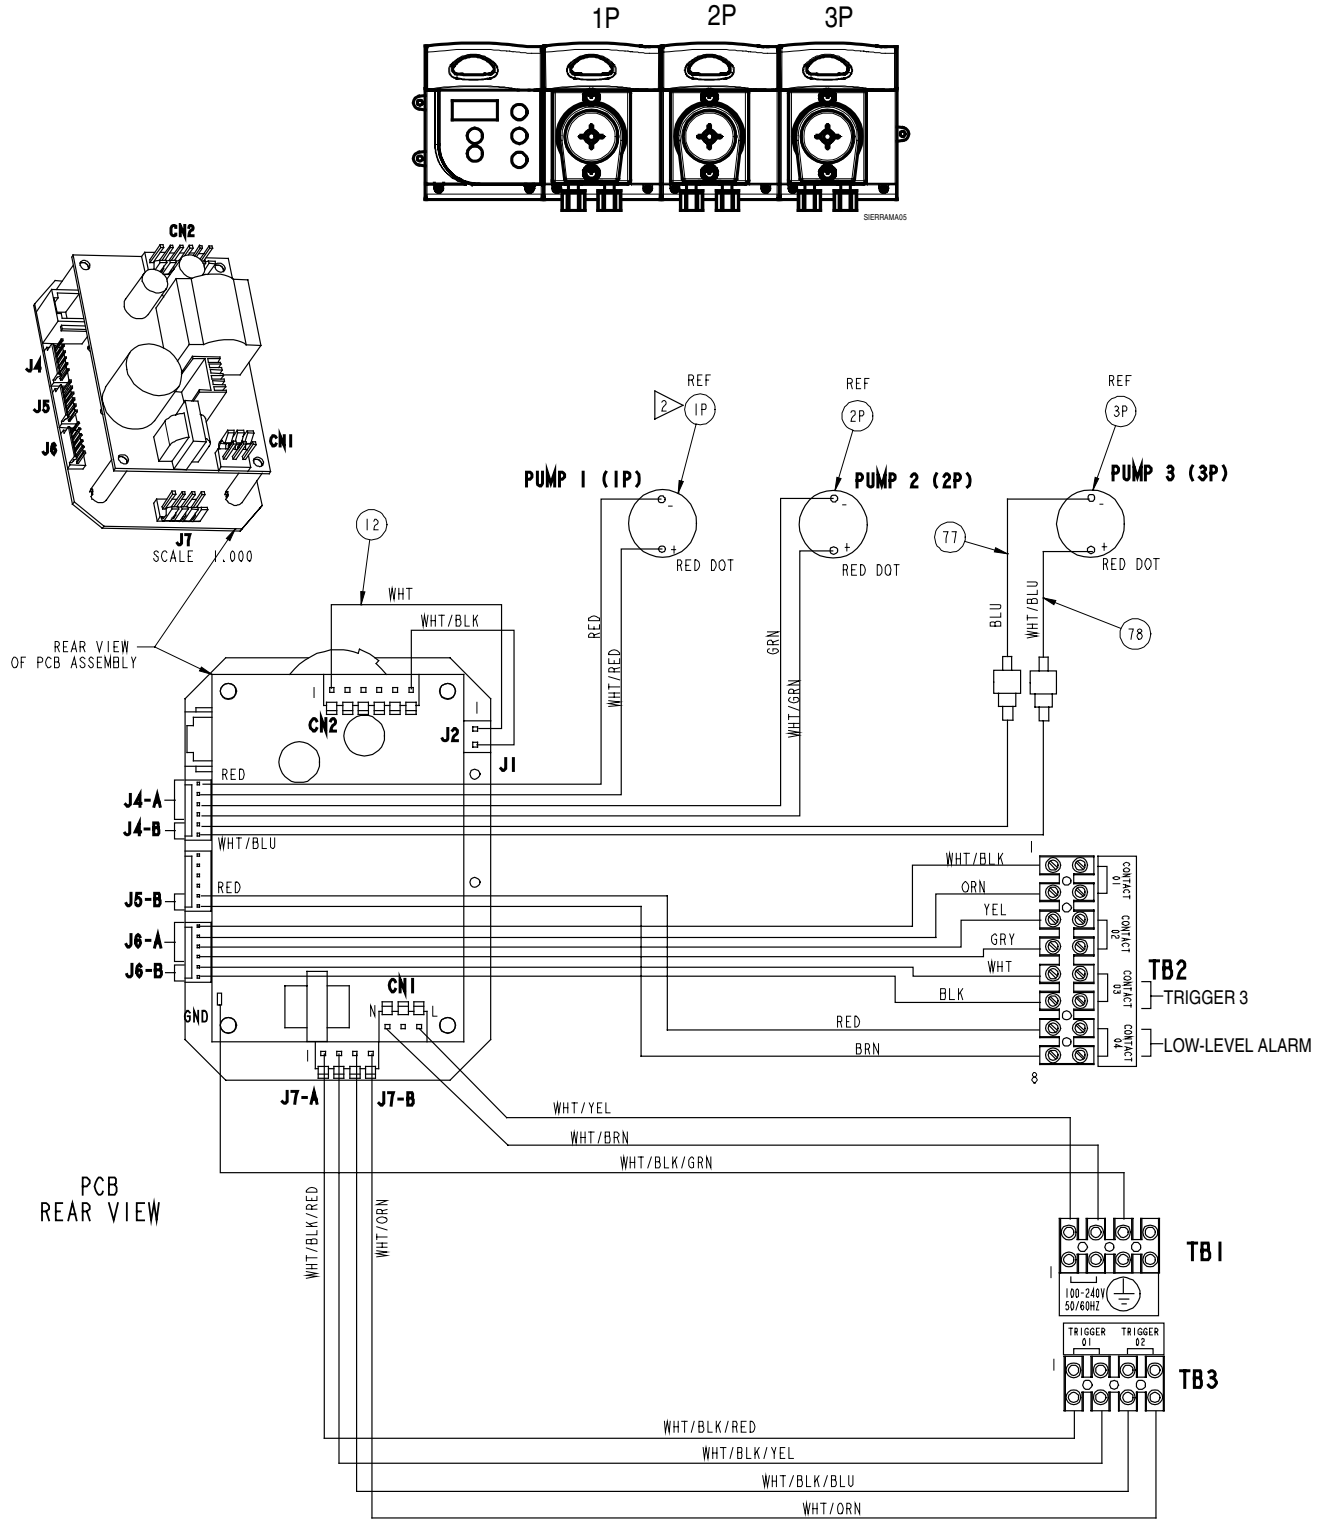 1P 2P 3P
SIERRAMA05
CN2
J4
J5
J6
CN1
J7
SCALE 1.000
REAR VIEW
OF PCB ASSEMBLY
REF
2
1P
REF
2P
REF
3P
PUMP 1 (1P)
PUMP 2 (2P)
PUMP 3 (3P)
-
+
RED DOT
-
+
RED DOT
-
+
RED DOT
12
77
78
WHT
WHT/BLK
RED
WHT/RED
GRN
WHT/GRN
BLU
WHT/BLU
1
CN2
1
J2
J1
RED
J4-A
J4-B
WHT/BLU
RED
J5-B
J6-A
J6-B
GND
CN1
N L
1
J7-A
J7-B
1
WHT/BLK
ORN
YEL
GRY
WHT
BLK
RED
BRN
8
CONTACT 01
CONTACT 02
CONTACT 03
CONTACT 04
TB2
TRIGGER 3
LOW-LEVEL ALARM
WHT/YEL
WHT/BRN
WHT/BLK/GRN
PCB
REAR VIEW
WHT/BLK/RED
WHT/ORN
TB1
1
100-240V
50/60HZ
TRIGGER 01
TRIGGER 02
1
TB3
WHT/BLK/RED
WHT/BLK/YEL
WHT/BLK/BLU
WHT/ORN